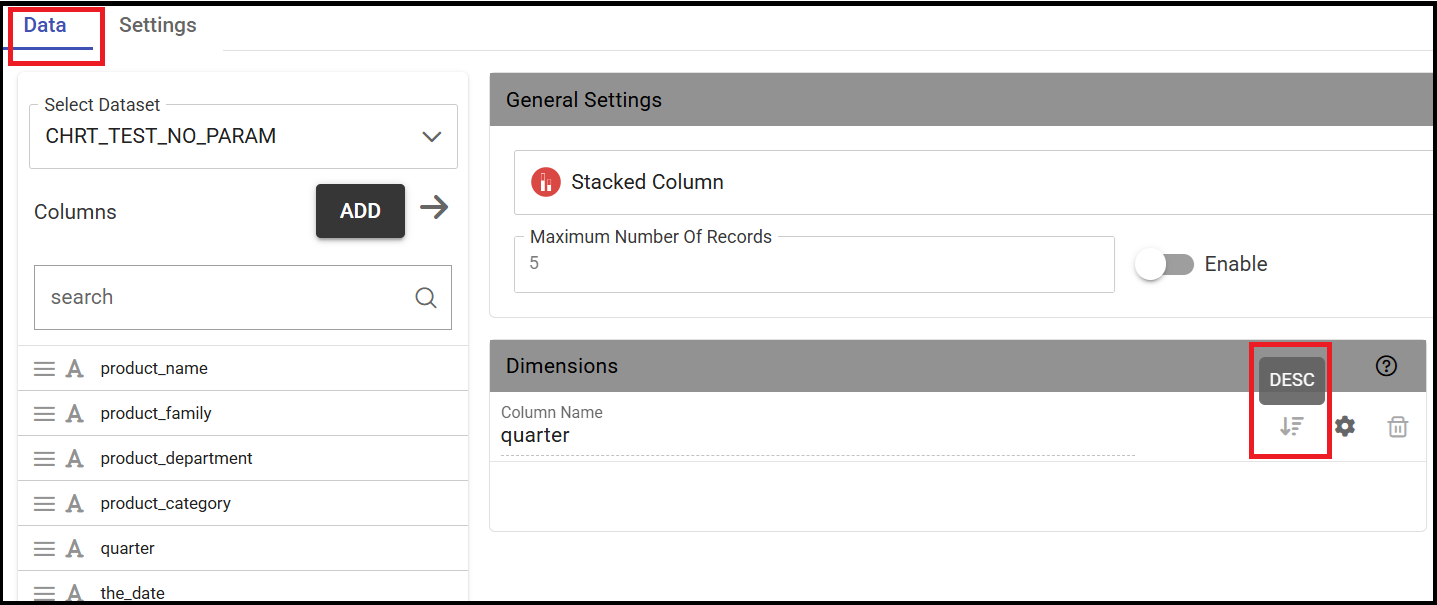 Data Settings
Select Dataset
CHRT_TEST_NO_PARAM
Columns ADD
search
A product_name
A product_family
A product_department
A product_category
A quarter
A the_date
General Settings
Stacked Column
Maximum Number Of Records
5
Enable
Dimensions
DESC
Column Name
quarter